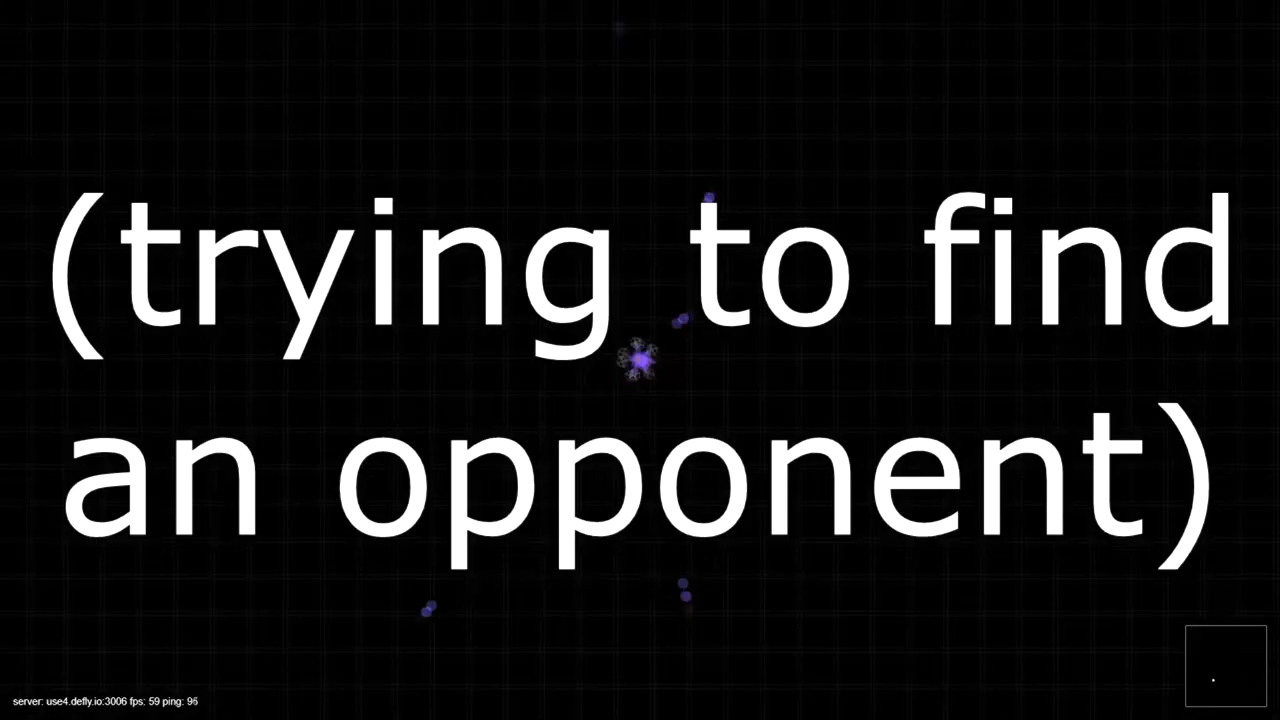 (trying to find
an opponent)
server: use4.defly.io:3006 fps: 59 ping: 96